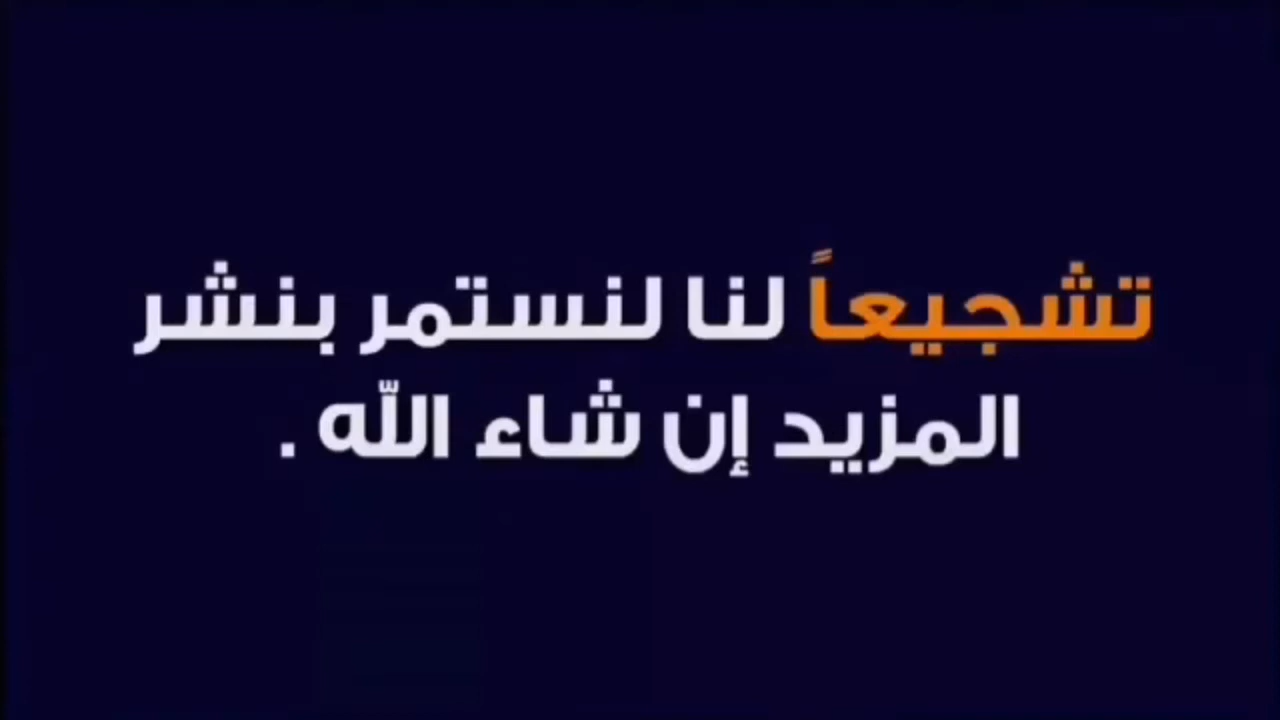 تشجيعاً لنا لنستمر بنشر
المزيد إن شاء اللّه .